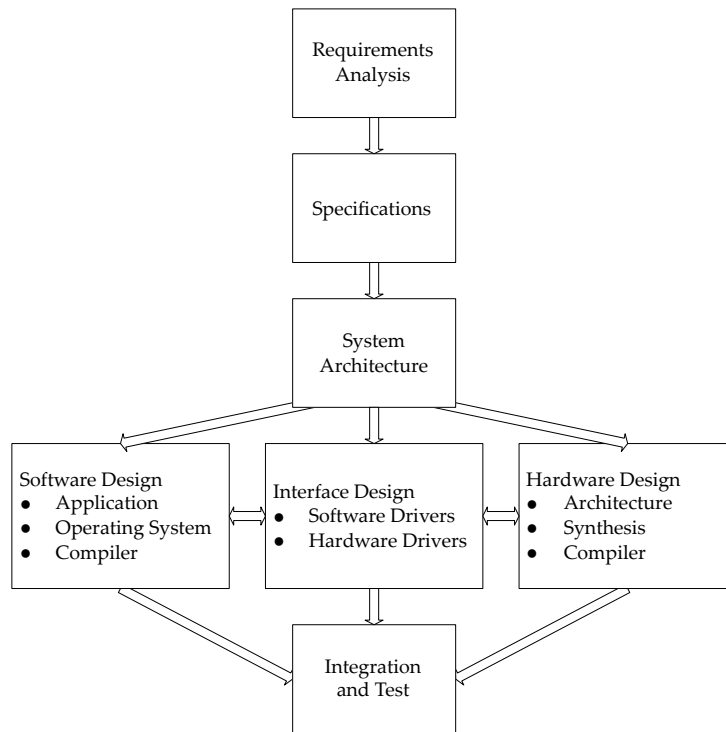 Requirements
Analysis
Specifications
System
Architecture
Software Design
● Application
● Operating System
● Compiler
Interface Design
● Software Drivers
● Hardware Drivers
Hardware Design
● Architecture
● Synthesis
● Compiler
Integration
and Test